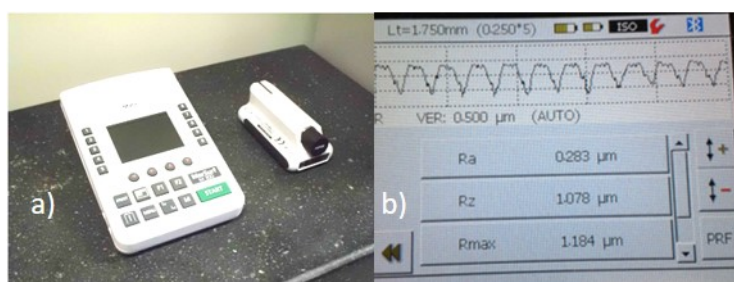 a)
START
b)
Lt=1.750mm (0.250*5)
ISO
R VER: 0.500 µm (AUTO)
Ra 0.283 µm
Rz 1.078 µm
Rmax 1.184 µm
PRF